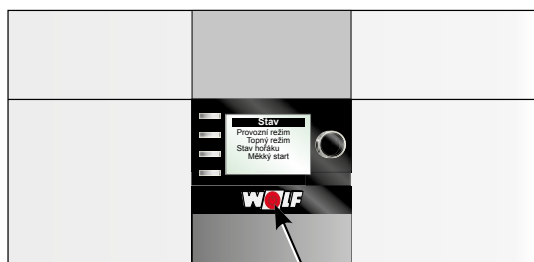 Stav
Provozní režim
Topný režim
Stav hořáku
Měkký start
WOLF